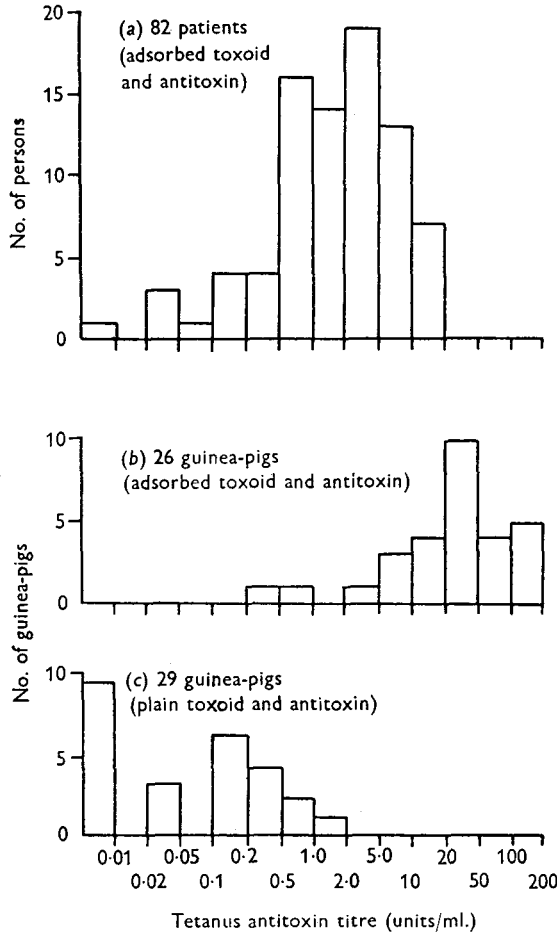 20
(a) 82 patients
(adsorbed toxoid
and antitoxin)
15
10
5
0
No. of persons
10
(b) 26 guinea-pigs
(adsorbed toxoid and antitoxin)
5
0
No. of guinea-pigs
10
(c) 29 guinea-pigs
(plain toxoid and antitoxin)
5
0
0·01 0·05 0·2 1·0 5·0 20 100
0·02 0·1 0·5 2·0 10 50 200
Tetanus antitoxin titre (units/ml.)